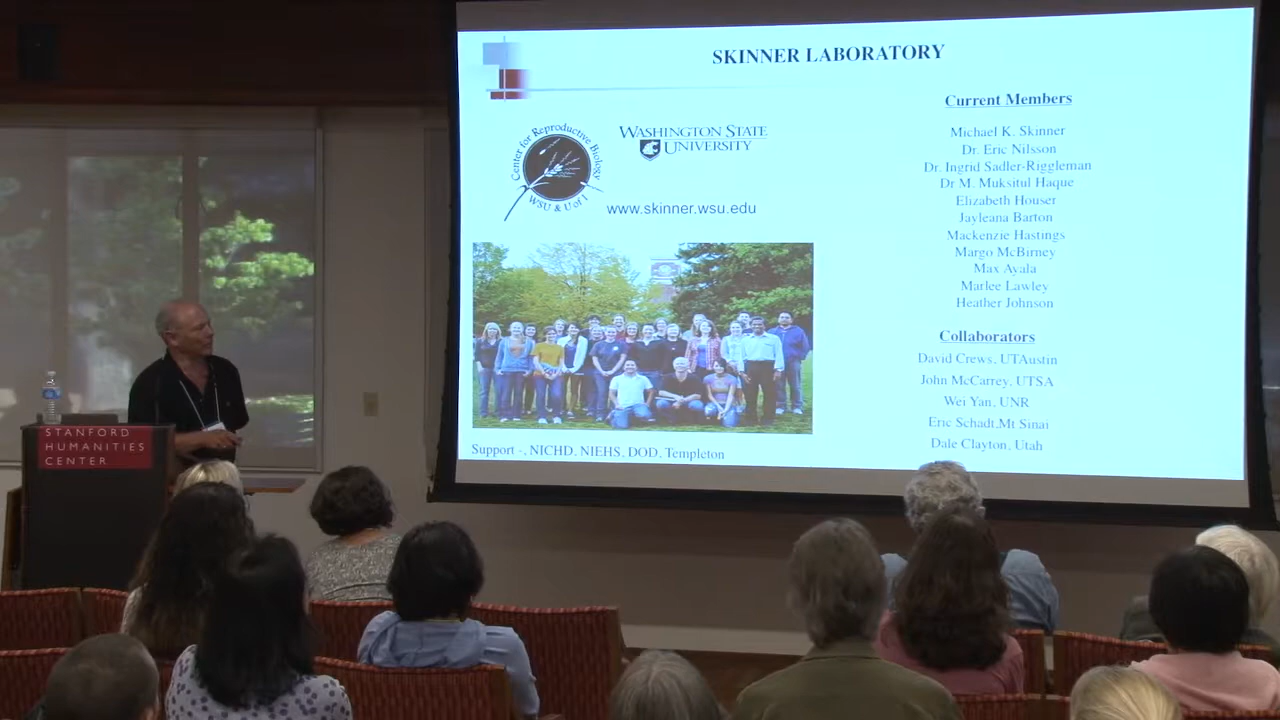 SKINNER LABORATORY
Center for Reproductive Biology
WSU & U of I
WASHINGTON STATE
UNIVERSITY
www.skinner.wsu.edu
Support -, NICHD, NIEHS, DOD, Templeton
Current Members
Michael K. Skinner
Dr. Eric Nilsson
Dr. Ingrid Sadler-Riggleman
Dr M. Muksitul Haque
Elizabeth Houser
Jayleana Barton
Mackenzie Hastings
Margo McBirney
Max Ayala
Marlee Lawley
Heather Johnson
Collaborators
David Crews, UTAustin
John McCarrey, UTSA
Wei Yan, UNR
Eric Schadt,Mt Sinai
Dale Clayton, Utah
STANFORD
HUMANITIES
CENTER